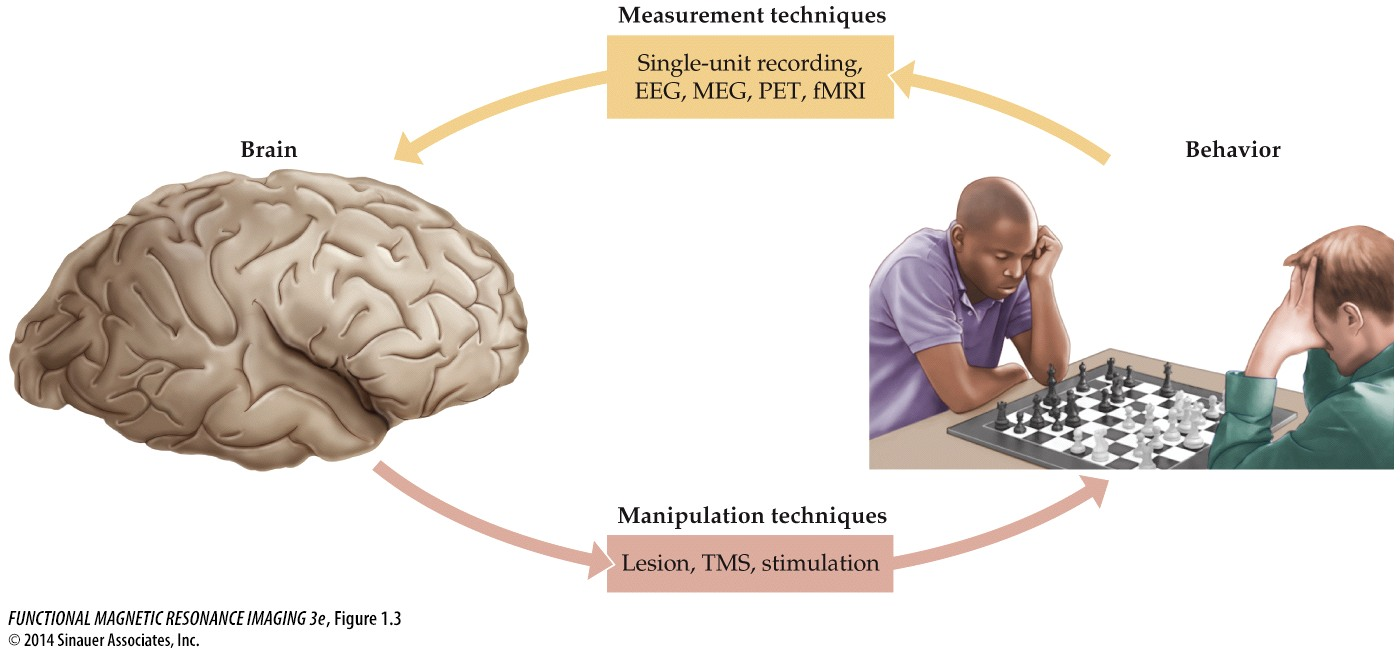 Measurement techniques
Single-unit recording,
EEG, MEG, PET, fMRI
Brain
Behavior
Manipulation techniques
Lesion, TMS, stimulation
FUNCTIONAL MAGNETIC RESONANCE IMAGING 3e, Figure 1.3
© 2014 Sinauer Associates, Inc.